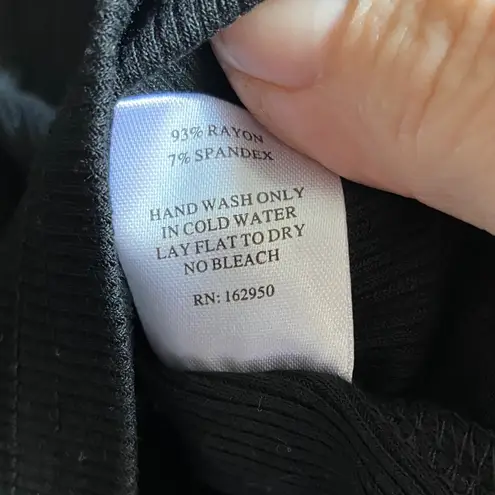 93% RAYON
7% SPANDEX
HAND WASH ONLY
IN COLD WATER
LAY FLAT TO DRY
NO BLEACH
RN: 162950